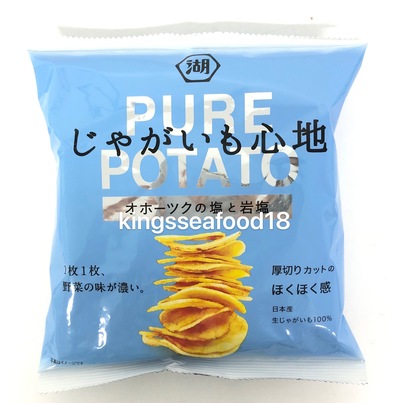 湖
PURE
じゃがいも心地
POTATO
オホーツクの塩と岩塩
kingsseafood18
1枚1枚、
野菜の味が濃い。
厚切りカットの
ほくほく感
日本産
生じゃがいも100%